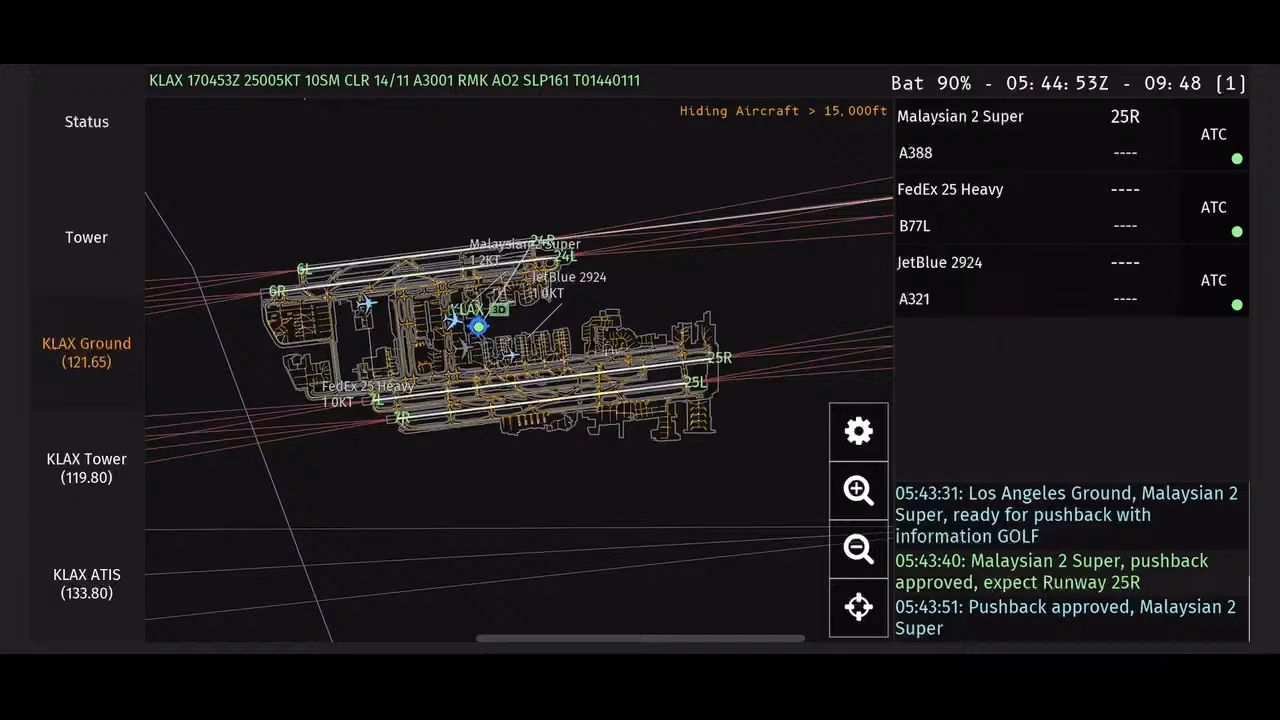 KLAX 170453Z 25005KT 10SM CLR 14/11 A3001 RMK AO2 SLP161 T01440111
Bat 90% - 05:44:53Z - 09:48 [1]
Status
Tower
KLAX Ground
(121.65)
KLAX Tower
(119.80)
KLAX ATIS
(133.80)
Hiding Aircraft > 15,000ft
24R
Malaysian 2 Super
1.2KT
24L
6L
JetBlue 2924
1.0KT
6R
KLAX
3D
25R
25L
FedEx 25 Heavy
1.0KT
7L
7R
Malaysian 2 Super
25R
ATC
A388
----
FedEx 25 Heavy
----
ATC
B77L
----
JetBlue 2924
----
ATC
A321
----
05:43:31: Los Angeles Ground, Malaysian 2
Super, ready for pushback with
information GOLF
05:43:40: Malaysian 2 Super, pushback
approved, expect Runway 25R
05:43:51: Pushback approved, Malaysian 2
Super